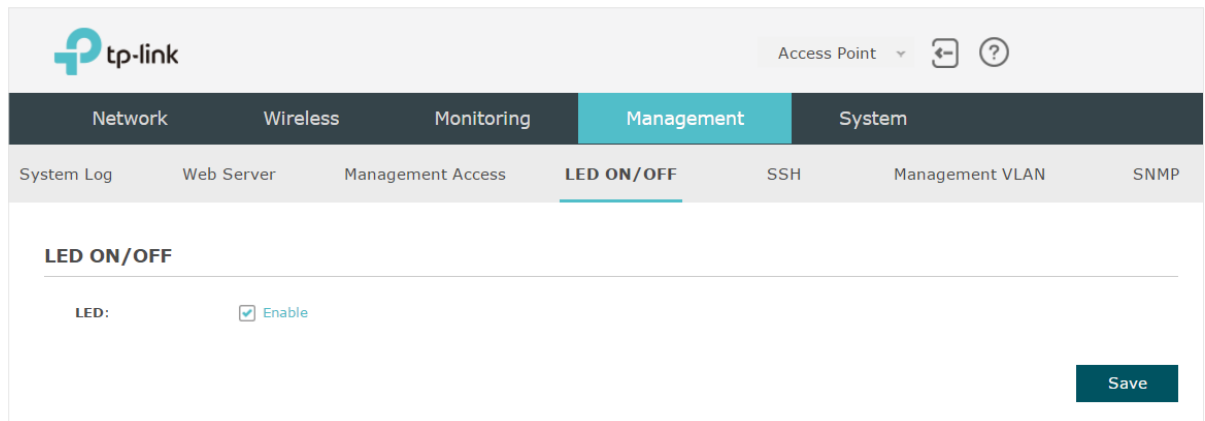 tp-link
Access Point
Network Wireless Monitoring Management System
System Log Web Server Management Access LED ON/OFF SSH Management VLAN SNMP
LED ON/OFF
LED: Enable
Save